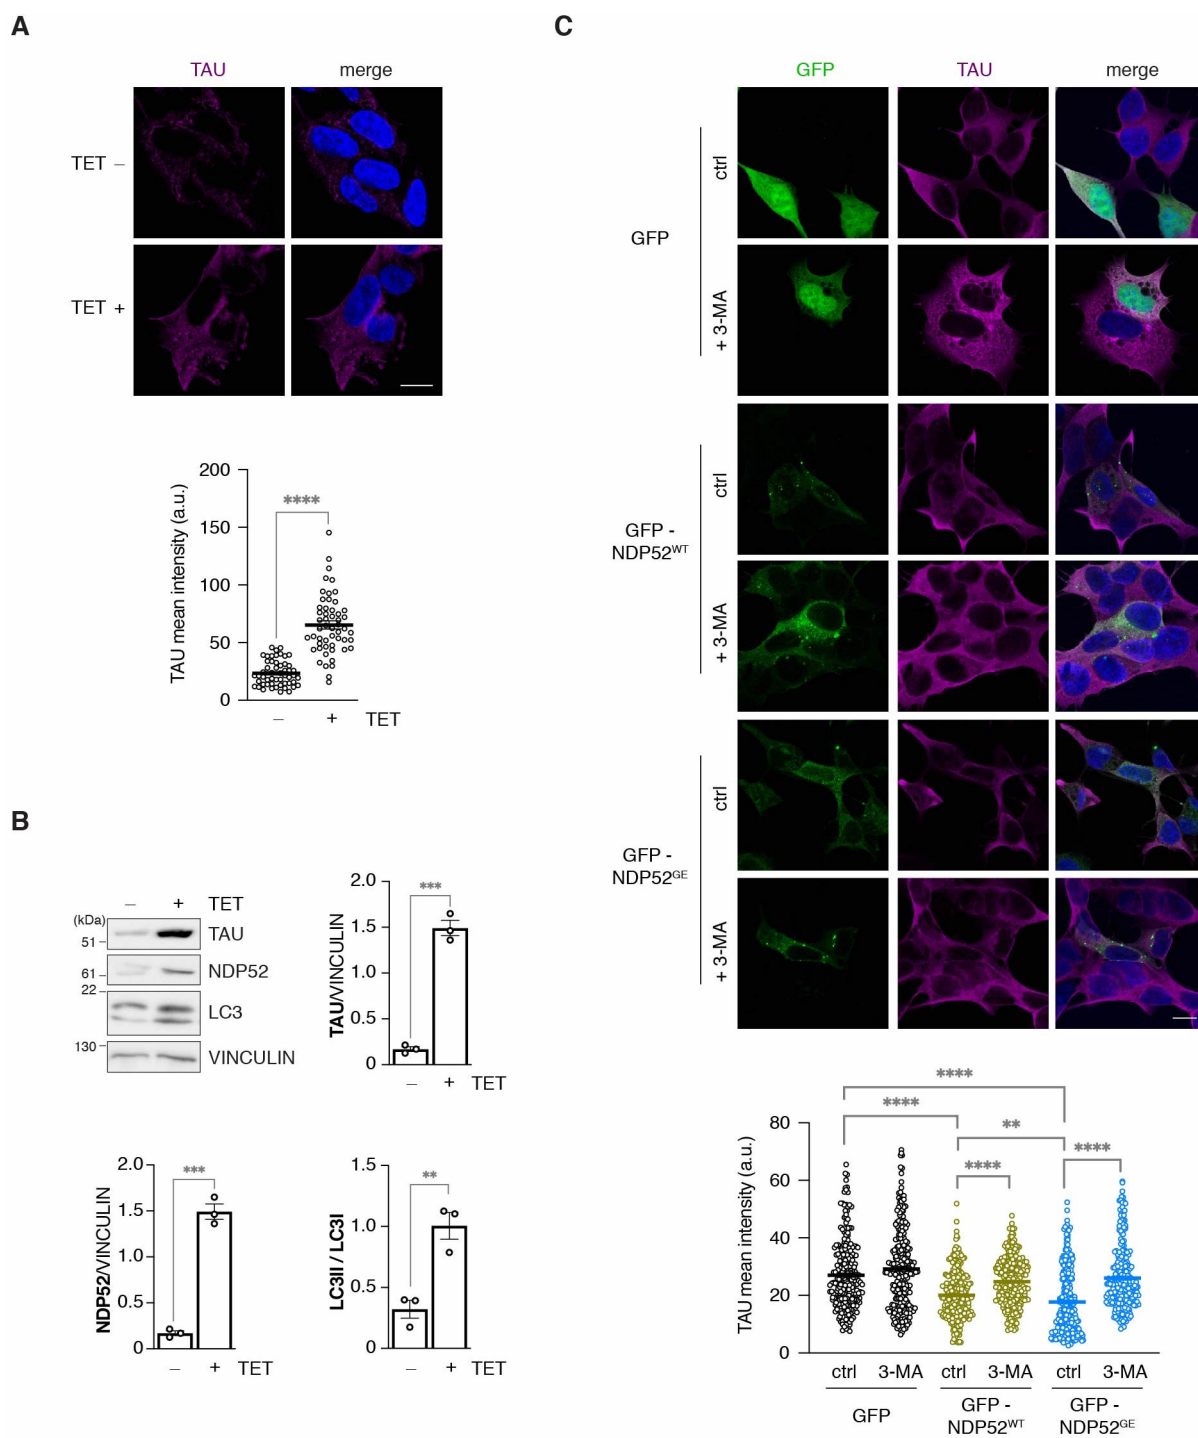 A
TAU
merge
TET –
TET +
TAU mean intensity (a.u.)
200
150
100
50
0
****
– + TET
B
– + TET
(kDa)
51
TAU
61
NDP52
22
LC3
130
VINCULIN
TAU/VINCULIN
2.0
1.5
1.0
0.5
0
***
– + TET
NDP52/VINCULIN
2.0
1.5
1.0
0.5
0
***
– + TET
LC3II / LC3I
1.5
1.0
0.5
0
**
– + TET
C
GFP
TAU
merge
GFP
ctrl
+ 3-MA
GFP -
NDP52WT
ctrl
+ 3-MA
GFP -
NDP52GE
ctrl
+ 3-MA
TAU mean intensity (a.u.)
80
60
40
20
0
****
****
**
****
****
ctrl 3-MA ctrl 3-MA ctrl 3-MA
GFP
GFP -
NDP52WT
GFP -
NDP52GE